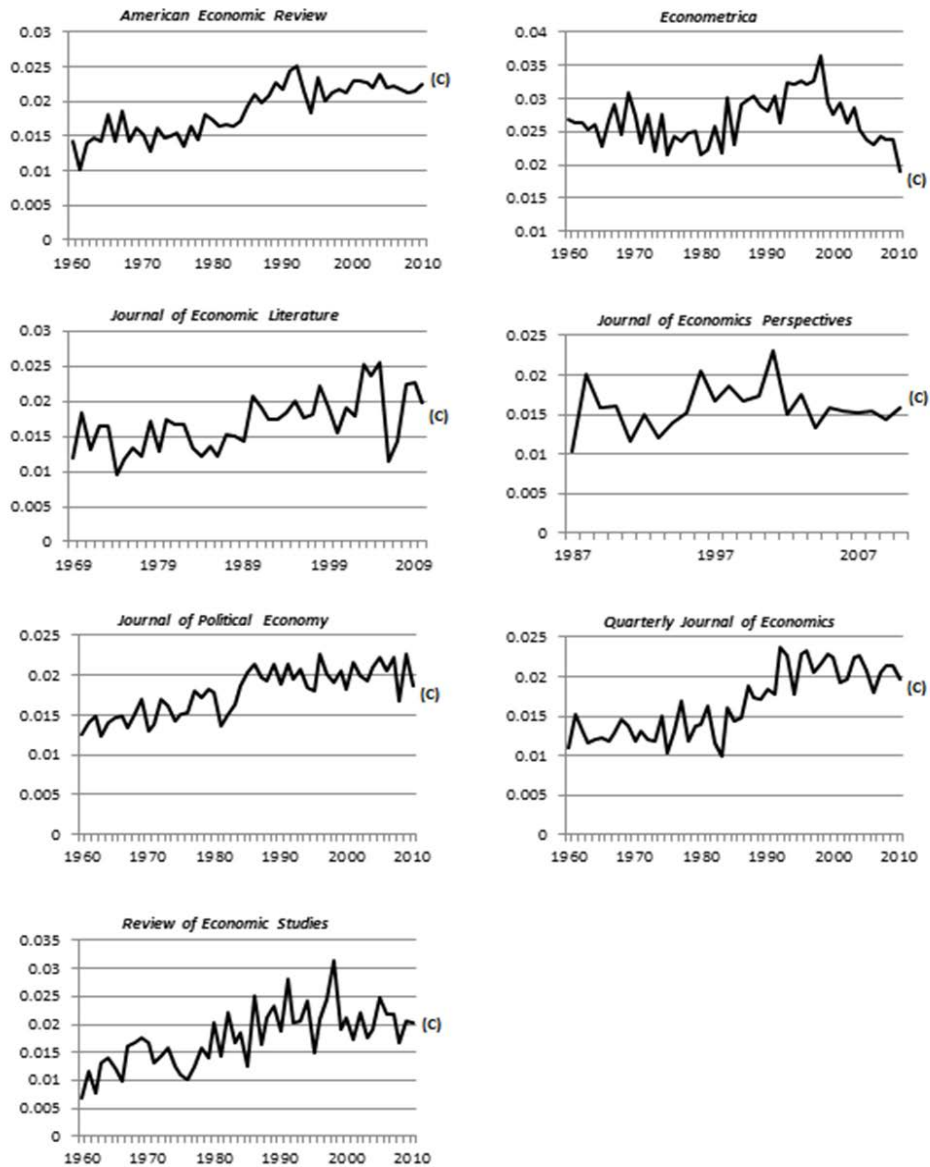 American Economic Review
0.03
0.025
0.02
0.015
0.01
0.005
0
(C)
1960 1970 1980 1990 2000 2010
Econometrica
0.04
0.035
0.03
0.025
0.02
0.015
0.01
(C)
1960 1970 1980 1990 2000 2010
Journal of Economic Literature
0.03
0.025
0.02
0.015
0.01
0.005
0
(C)
1969 1979 1989 1999 2009
Journal of Economics Perspectives
0.025
0.02
0.015
0.01
0.005
0
(C)
1987 1997 2007
Journal of Political Economy
0.025
0.02
0.015
0.01
0.005
0
(C)
1960 1970 1980 1990 2000 2010
Quarterly Journal of Economics
0.025
0.02
0.015
0.01
0.005
0
(C)
1960 1970 1980 1990 2000 2010
Review of Economic Studies
0.035
0.03
0.025
0.02
0.015
0.01
0.005
0
(C)
1960 1970 1980 1990 2000 2010